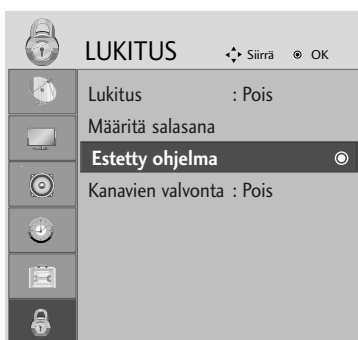 LUKITUS Siirrä OK
Lukitus : Pois
Määritä salasana
Estetty ohjelma
Kanavien valvonta : Pois